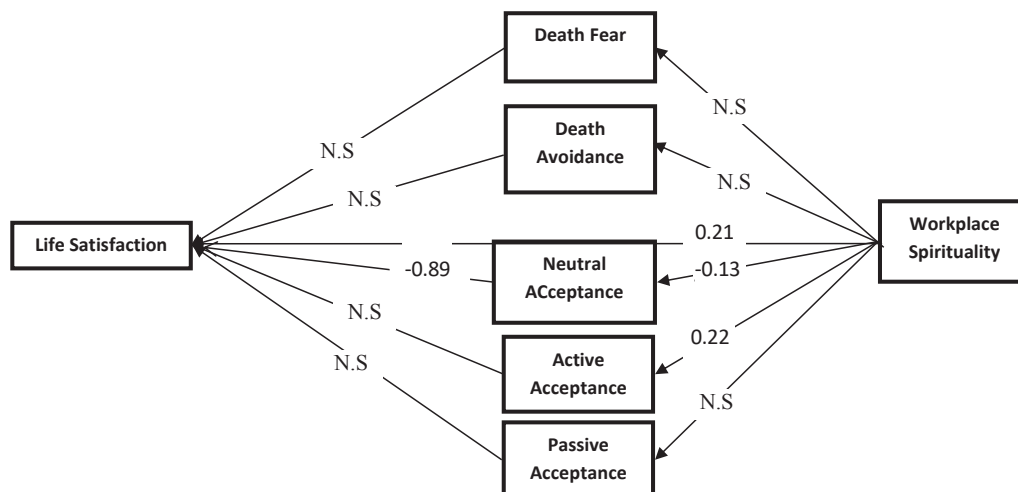 Death Fear
N.S
Death
Avoidance
N.S
N.S
N.S
Life Satisfaction
Workplace
Spirituality
0.21
-0.89
Neutral
ACceptance
-0.13
N.S
0.22
Active
Acceptance
N.S
N.S
Passive
Acceptance